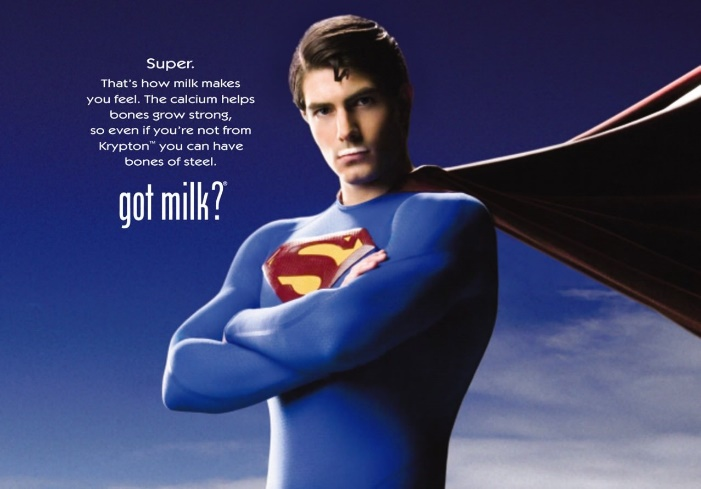 Super.
That's how milk makes
you feel. The calcium helps
bones grow strong,
so even if you're not from
Krypton™ you can have
bones of steel.
got milk?®
S